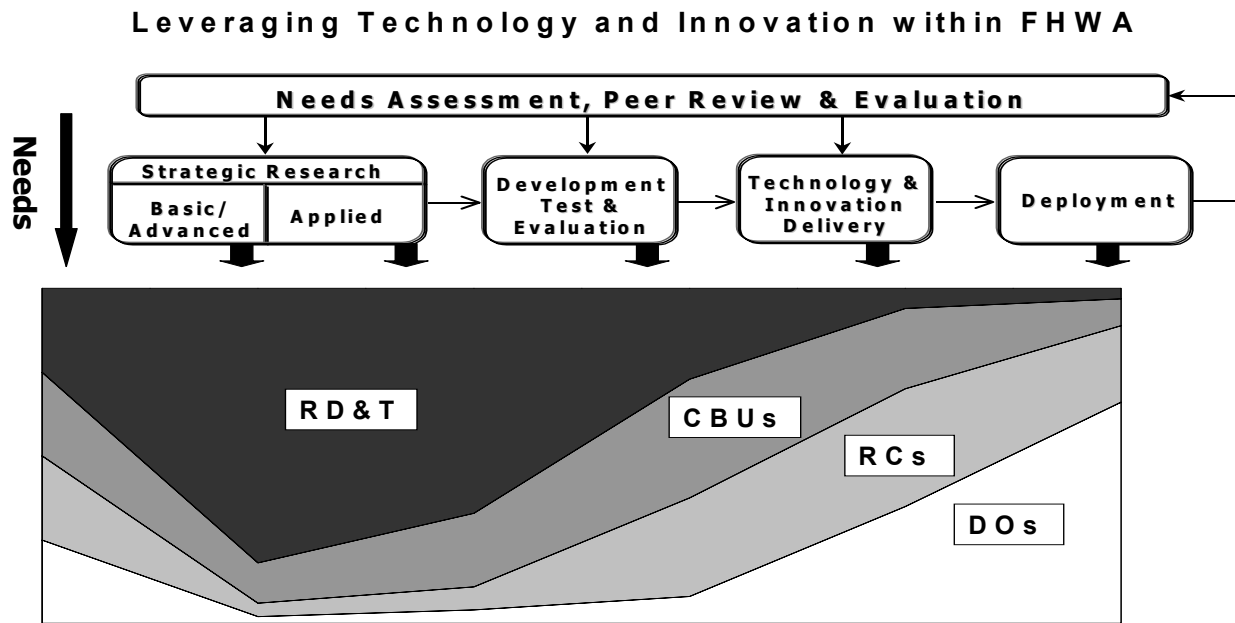 Leveraging Technology and Innovation within FHWA
Needs Assessment, Peer Review & Evaluation
Needs
Strategic Research
Basic/
Advanced
Applied
Development
Test &
Evaluation
Technology &
Innovation
Delivery
Deployment
RD&T
CBUs
RCs
DOs